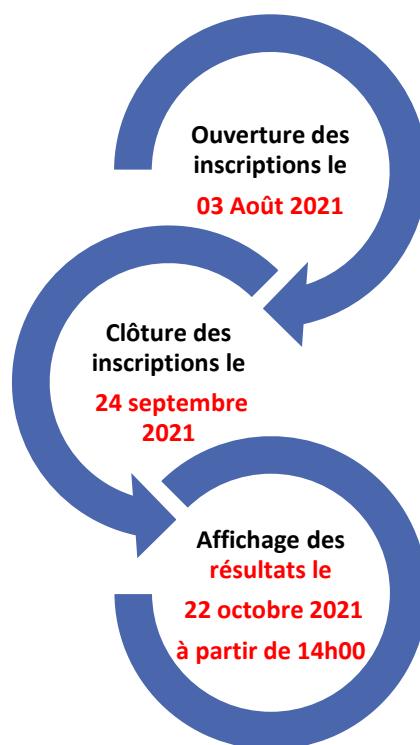 Ouverture des
inscriptions le
03 Août 2021
Clôture des
inscriptions le
24 septembre
2021
Affichage des
résultats le
22 octobre 2021
à partir de 14h00